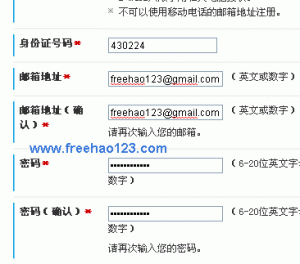 ※ 不可以使用移动电话的邮箱地址注册。
身份证号码※ 430224
邮箱地址※ freehao123@gmail.com （英文或数字）
邮箱地址（确认）※ freehao123@gmail.com （英文或数字）
请再次输入您的邮箱。
www.freehao123.com
密码※ •••••••••••• （6-20位英文字
数字）
密码（确认）※ •••••••••••• （6-20位英文字
数字）
请再次输入您的密码。